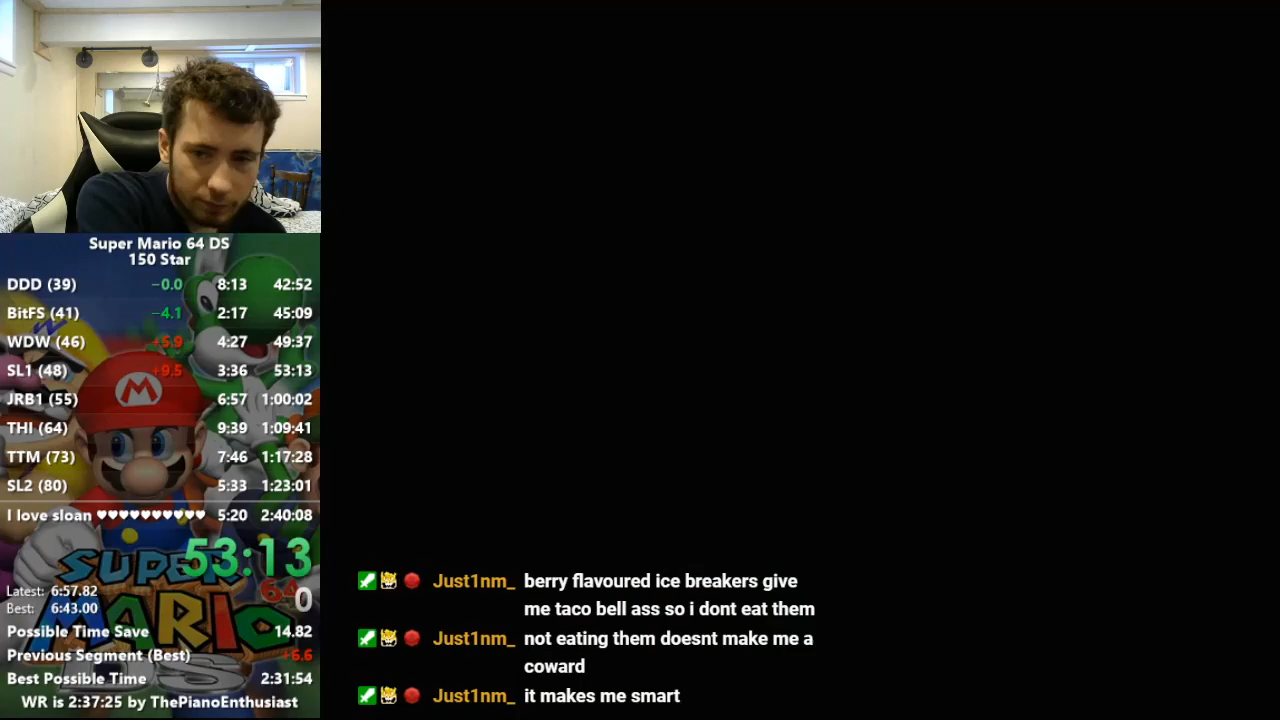 Super Mario 64 DS
150 Star
DDD (39) −0.0 8:13 42:52
BitFS (41) −4.1 2:17 45:09
WDW (46) +5.9 4:27 49:37
SL1 (48) +9.5 3:36 53:13
JRB1 (55) 6:57 1:00:02
THI (64) 9:39 1:09:41
TTM (73) 7:46 1:17:28
SL2 (80) 5:33 1:23:01
I love sloan ♥♥♥♥♥♥♥♥♥♥ 5:20 2:40:08
53:13
Latest: 6:57.82
Best: 6:43.00
0
SUPER
64
MARIO
DS
Possible Time Save 14.82
Previous Segment (Best) +6.6
Best Possible Time 2:31:54
WR is 2:37:25 by ThePianoEnthusiast
Just1nm_ berry flavoured ice breakers give
me taco bell ass so i dont eat them
Just1nm_ not eating them doesnt make me a
coward
Just1nm_ it makes me smart